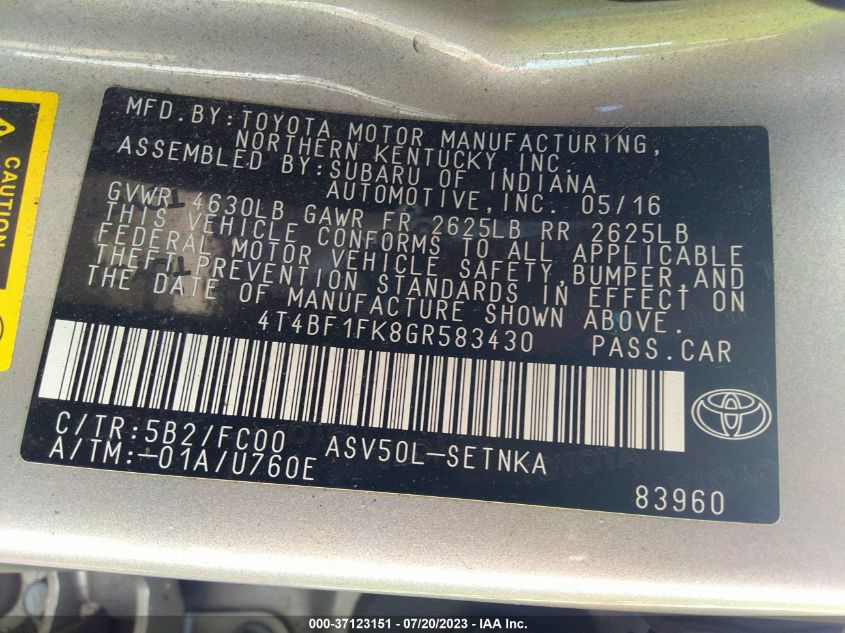 MFD.BY:TOYOTA MOTOR MANUFACTURING,
NORTHERN KENTUCKY,INC.
ASSEMBLED BY:SUBARU OF INDIANA
AUTOMOTIVE,INC. 05/16
GVWR 4630LB GAWR FR 2625LB RR 2625LB
THIS VEHICLE CONFORMS TO ALL APPLICABLE
FEDERAL MOTOR VEHICLE SAFETY,BUMPER,AND
THEFT PREVENTION STANDARDS IN EFFECT ON
THE DATE OF MANUFACTURE SHOWN ABOVE.
4T4BF1FK8GR583430 PASS.CAR
C/TR:5B2/FC00 ASV50L-SETNKA
A/TM:-01A/U760E
83960
CAUTION
000-37123151 — 07/20/2023 — IAA Inc.